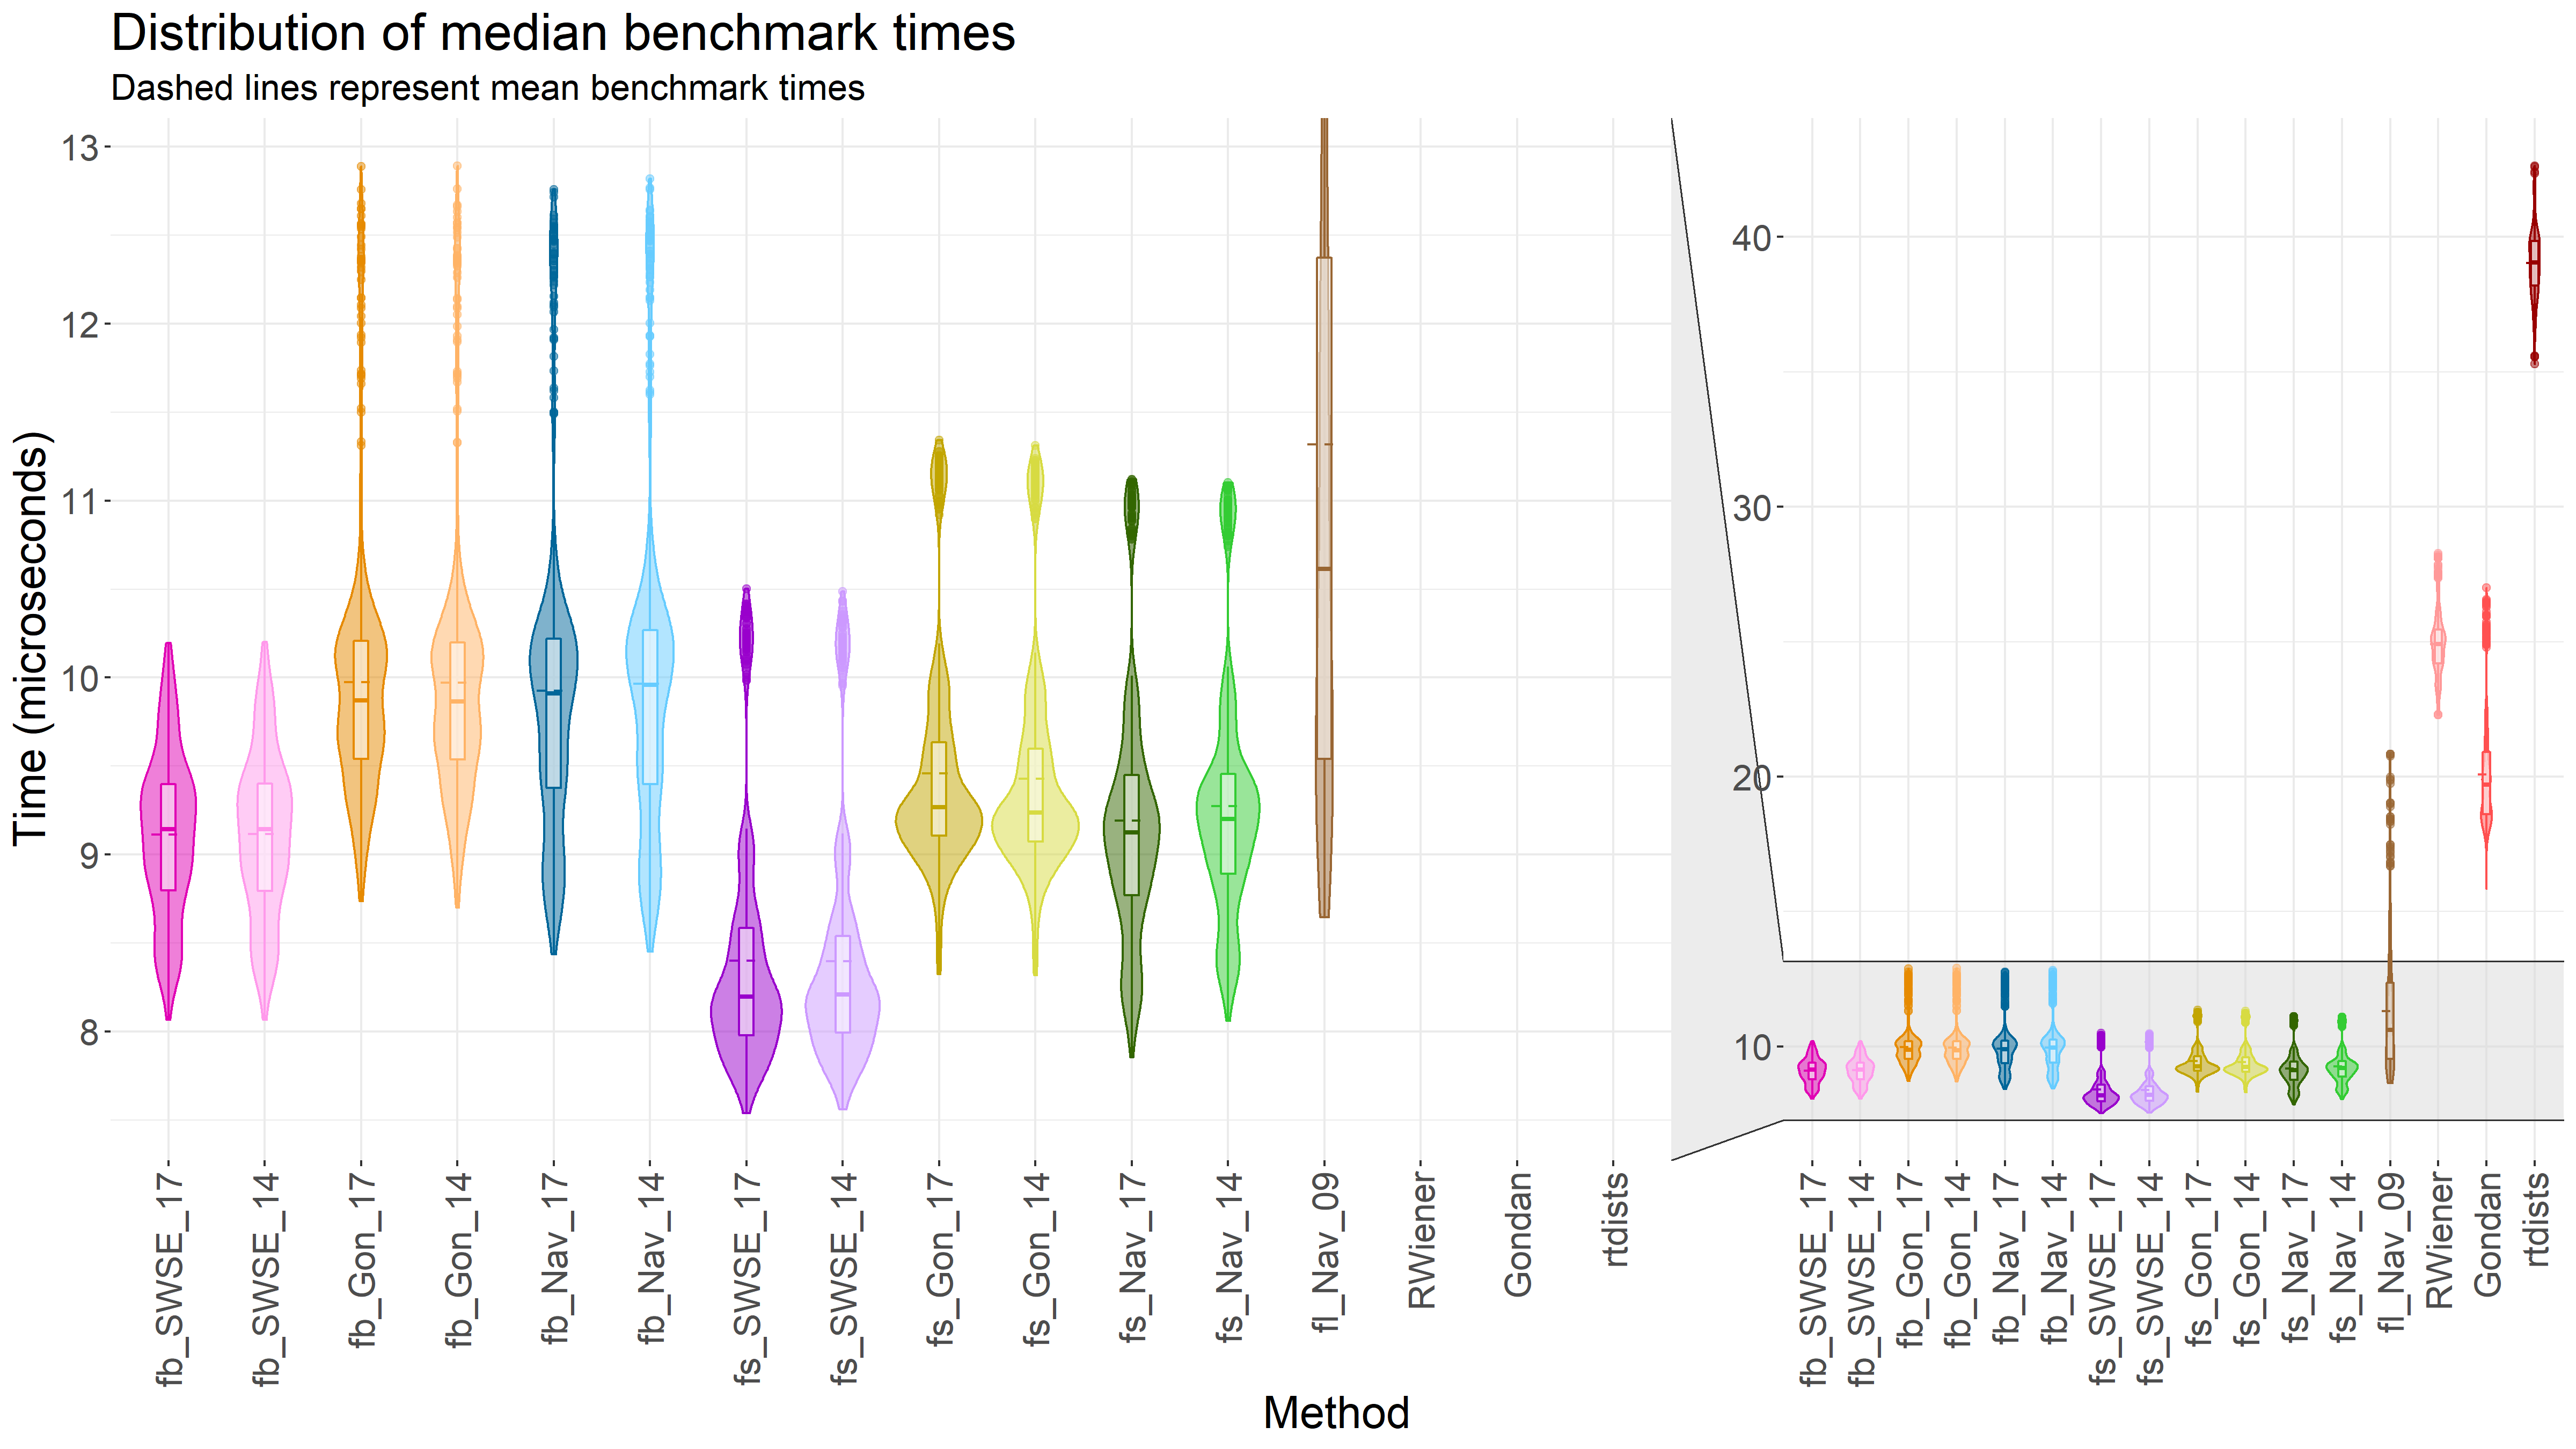 Distribution of median benchmark times
Dashed lines represent mean benchmark times
Time (microseconds)
13
12
11
10
9
8
fb_SWSE_17
fb_SWSE_14
fb_Gon_17
fb_Gon_14
fb_Nav_17
fb_Nav_14
fs_SWSE_17
fs_SWSE_14
fs_Gon_17
fs_Gon_14
fs_Nav_17
fs_Nav_14
fl_Nav_09
RWiener
Gondan
rtdists
40
30
20
10
fb_SWSE_17
fb_SWSE_14
fb_Gon_17
fb_Gon_14
fb_Nav_17
fb_Nav_14
fs_SWSE_17
fs_SWSE_14
fs_Gon_17
fs_Gon_14
fs_Nav_17
fs_Nav_14
fl_Nav_09
RWiener
Gondan
rtdists
Method